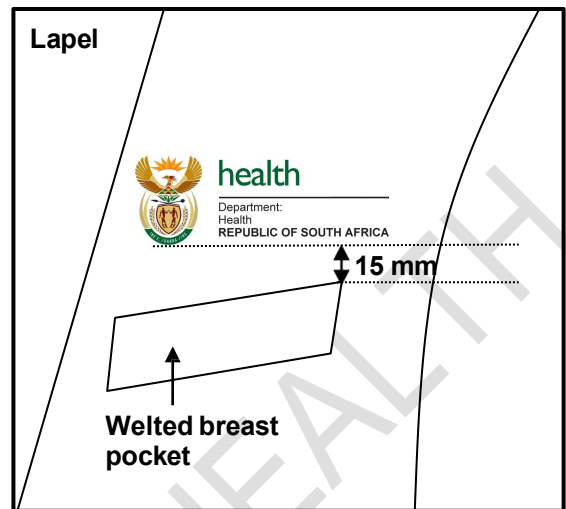 Lapel
health
Department:
Health
REPUBLIC OF SOUTH AFRICA
15 mm
Welted breast
pocket
HEALTH